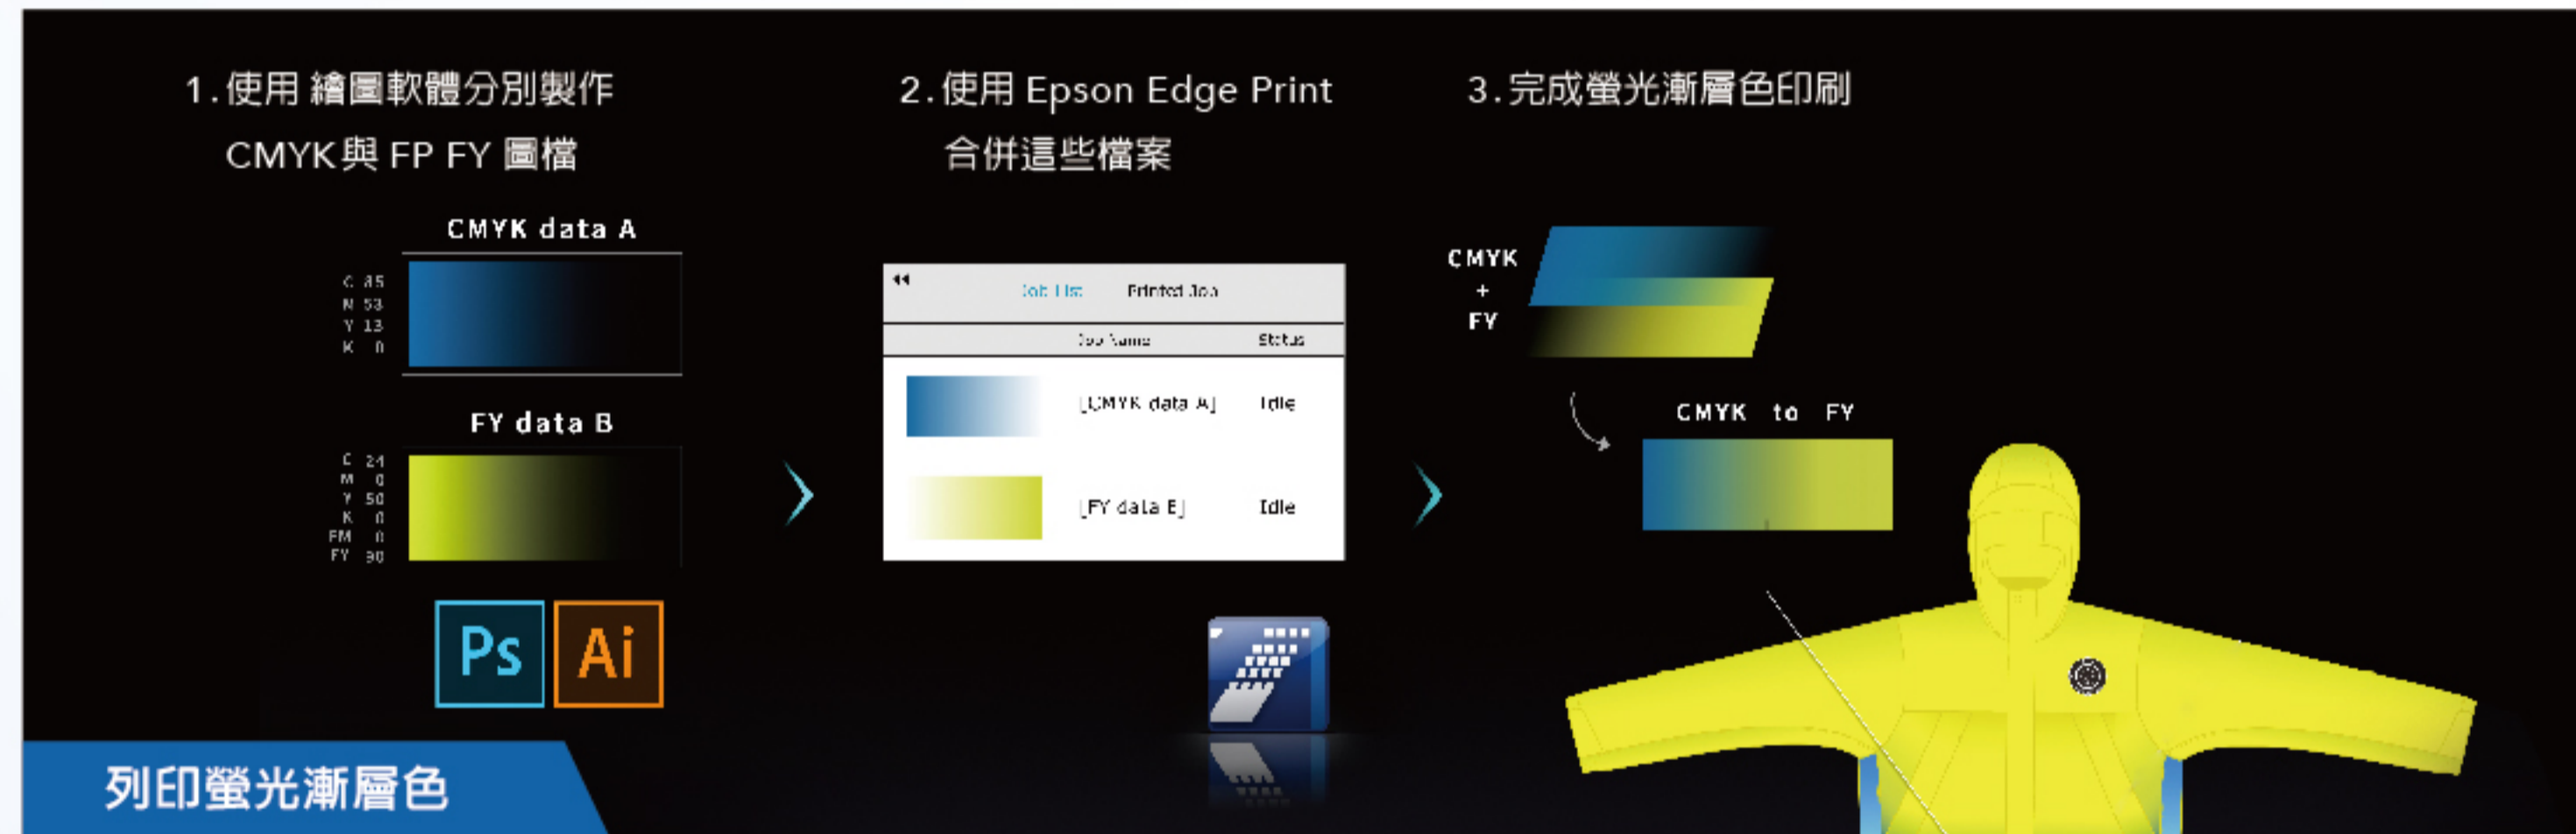 1.使用 繪圖軟體分別製作
CMYK與 FP FY 圖檔
CMYK data A
C 85
M 53
Y 13
K 0
FY data B
C 24
M 0
Y 50
K 0
FM 0
FY 90
Ps Ai
2.使用 Epson Edge Print
合併這些檔案
Job List Printed Job
Job Name Status
[CMYK data A] Idle
[FY data B] Idle
3.完成螢光漸層色印刷
CMYK
+
FY
CMYK to FY
列印螢光漸層色